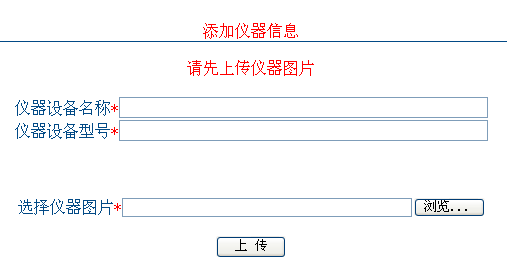 添加仪器信息
请先上传仪器图片
仪器设备名称*
仪器设备型号*
选择仪器图片* 浏览...
上 传